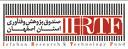 صندوق پژوهش و فناوری
استان اصفهان
IRTF
Isfahan Research & Technology Fund